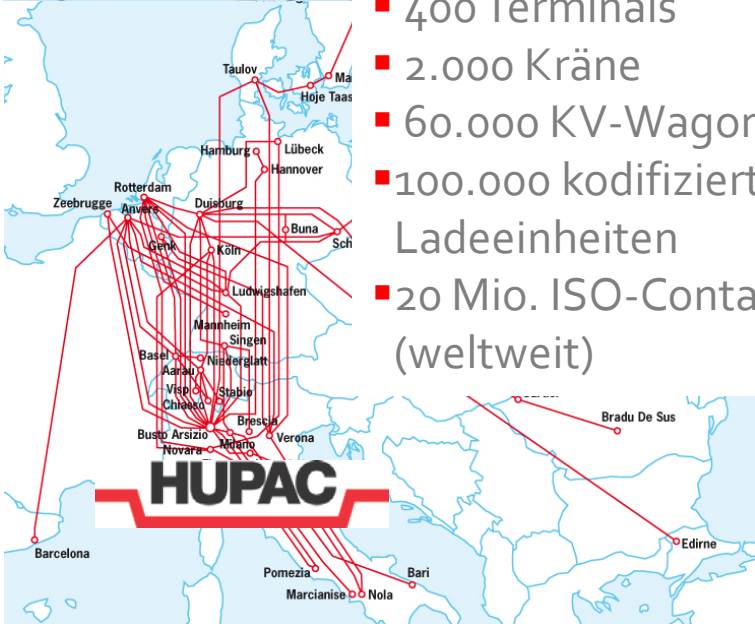 400 Terminals
2.000 Kräne
60.000 KV-Wagon
100.000 kodifiziert
Ladeeinheiten
20 Mio. ISO-Conta
(weltweit)
Taulov
Ma
Hoje Taas
Hamburg
Lübeck
Hannover
Rotterdam
Zeebrugge
Anvers
Duisburg
Buna
Genk
Köln
Sch
Ludwigshafen
Mannheim
Singen
Basel
Niederglatt
Aarau
Visp
Stabio
Chiasso
Brescia
Busto Arsizio
Milano
Verona
Novara
Bradu De Sus
HUPAC
Barcelona
Edirne
Pomezia
Bari
Marcianise
Nola